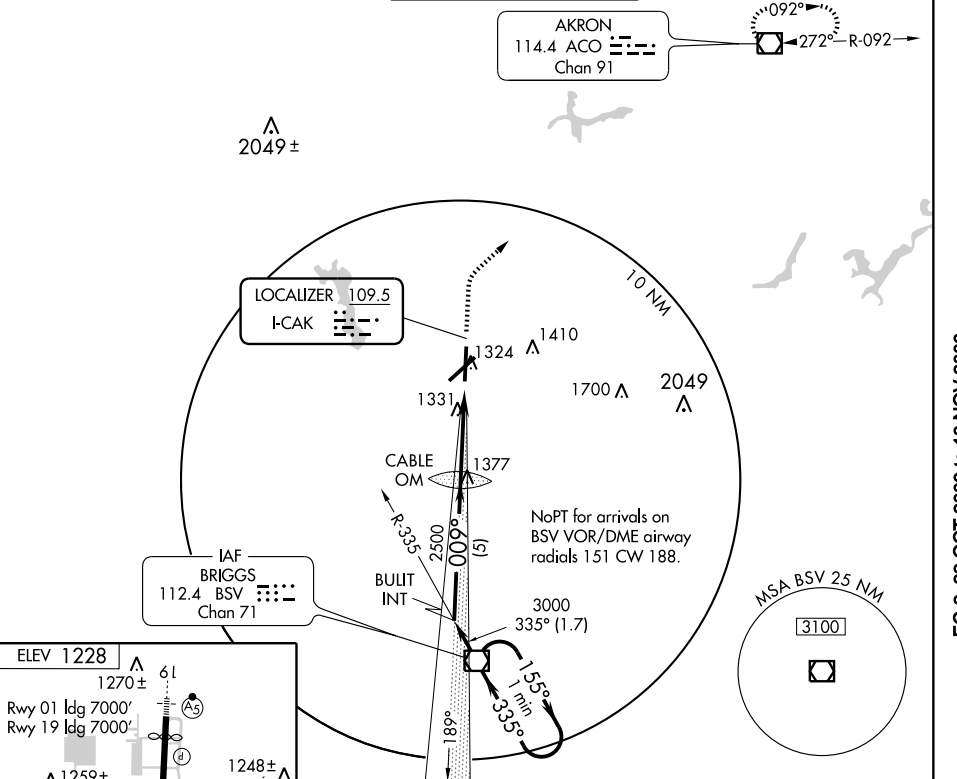 AKRON
114.4 ACO
Chan 91
092°
272° R-092
2049 ±
10 NM
LOCALIZER 109.5
I-CAK
1324
1410
1331
1700
2049
CABLE
OM
1377
R-335
2500
009°
(5)
NoPT for arrivals on
BSV VOR/DME airway
radials 151 CW 188.
IAF
BRIGGS
112.4 BSV
Chan 71
BULIT
INT
3000
335° (1.7)
155°
1 min
335°
189°
MSA BSV 25 NM
3100
ELEV 1228
1270 ±
19
A5
Rwy 01 ldg 7000'
Rwy 19 ldg 7000'
P
1259±
1248±